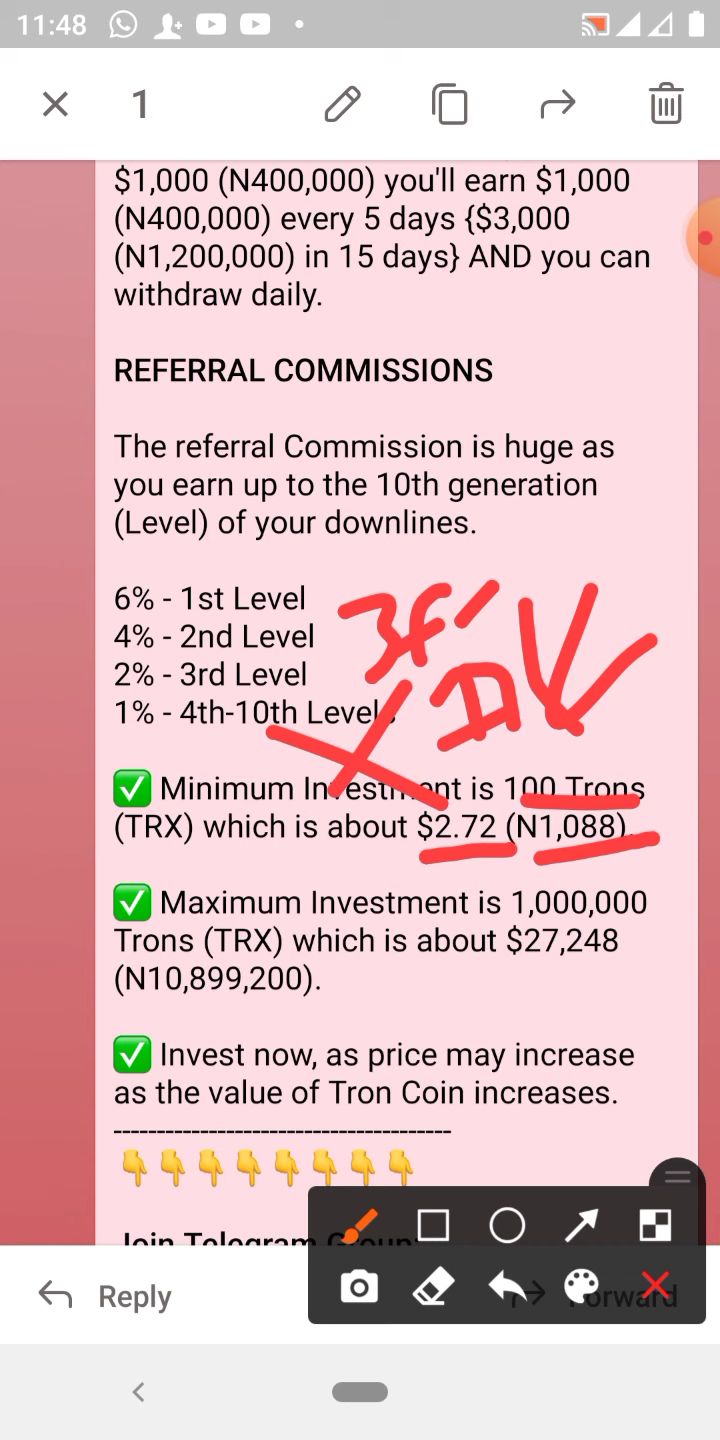 11:48
1
$1,000 (N400,000) you'll earn $1,000
(N400,000) every 5 days {$3,000
(N1,200,000) in 15 days} AND you can
withdraw daily.
REFERRAL COMMISSIONS
The referral Commission is huge as
you earn up to the 10th generation
(Level) of your downlines.
6% - 1st Level
4% - 2nd Level
2% - 3rd Level
1% - 4th-10th Levels
✅ Minimum Investment is 100 Trons
(TRX) which is about $2.72 (N1,088).
✅ Maximum Investment is 1,000,000
Trons (TRX) which is about $27,248
(N10,899,200).
✅ Invest now, as price may increase
as the value of Tron Coin increases.
---------------------------------------
👇👇👇👇👇👇👇👇
Join Telegram Group:
Reply
Forward